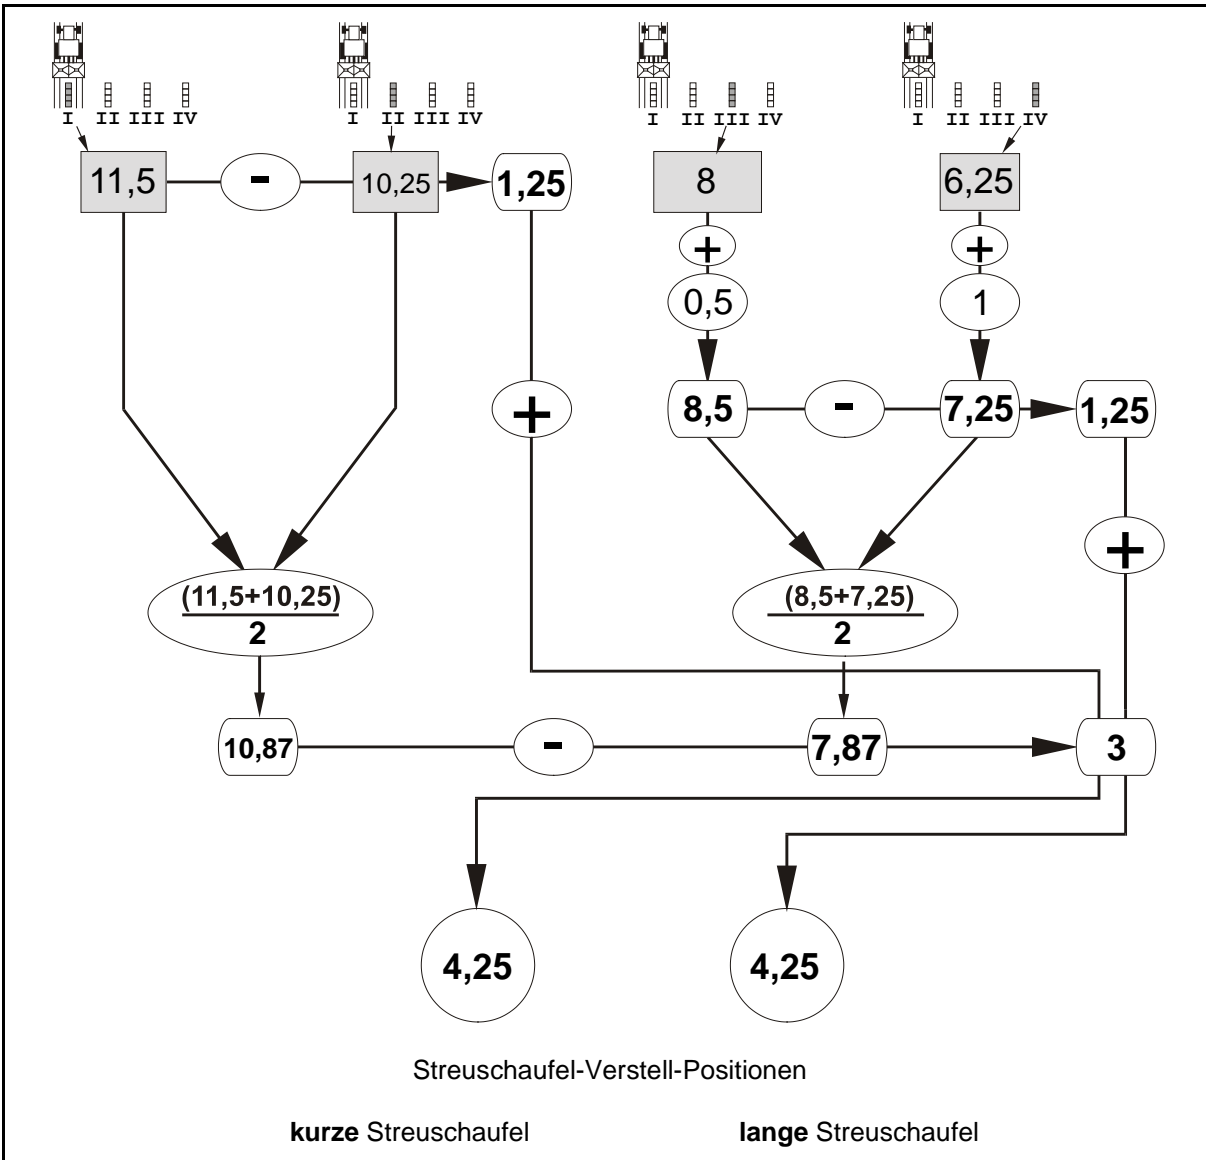 I II III IV
I II III IV
I II III IV
I II III IV
11,5 - 10,25 1,25
8
6,25
+
+
0,5
1
+
8,5 - 7,25 1,25
+
(11,5+10,25)
2
(8,5+7,25)
2
10,87 - 7,87 3
4,25
4,25
Streuschaufel-Verstell-Positionen
kurze Streuschaufel
lange Streuschaufel